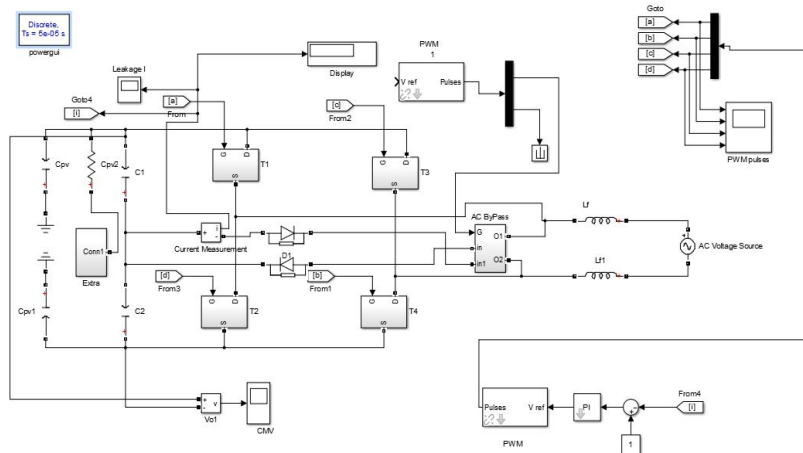 Discrete,
Ts = 5e-05 s
powergui
Leakage I
Goto4
[i]
[a]
From
Display
PWM
1
V ref
Pulses
[c]
From2
Goto
[a]
[b]
[c]
[d]
PWM pulses
Cpv
Cpv2
C1
G
D
S
T1
G
D
S
T3
Conn1
Extra
+
i
-
Current Measurement
D1
AC ByPass
G
in
in1
O1
O2
Lf
Lf1
AC Voltage Source
[d]
From3
[b]
From1
Cpv1
C2
G
D
S
T2
G
D
S
T4
+
-
v
Vo1
CMV
Pulses
V ref
PWM
PI
1
From4
[i]